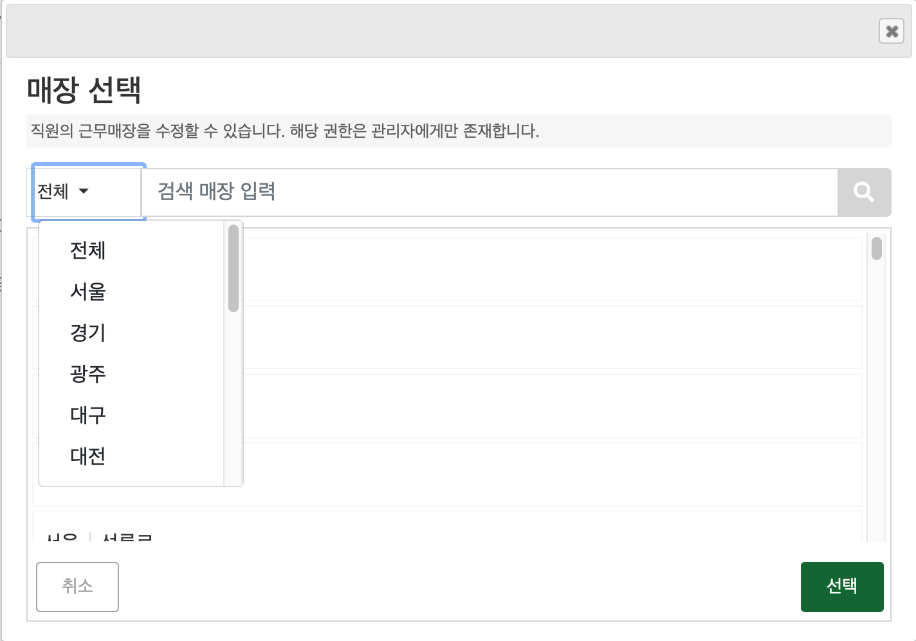 매장 선택
직원의 근무매장을 수정할 수 있습니다. 해당 권한은 관리자에게만 존재합니다.
전체 검색 매장 입력
전체
서울
경기
광주
대구
대전
서울
취소 선택